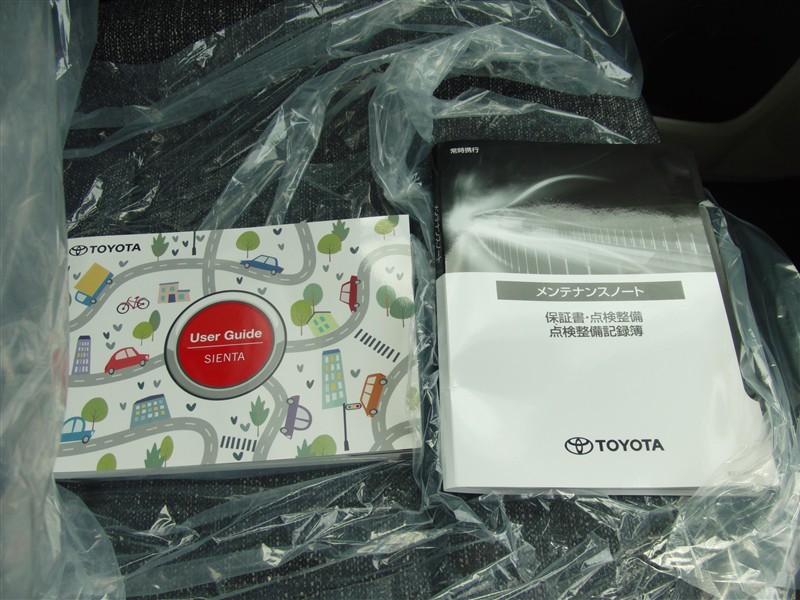 TOYOTA
User Guide
SIENTA
常時携行
メンテナンスノート
保証書・点検整備
点検整備記録簿
TOYOTA